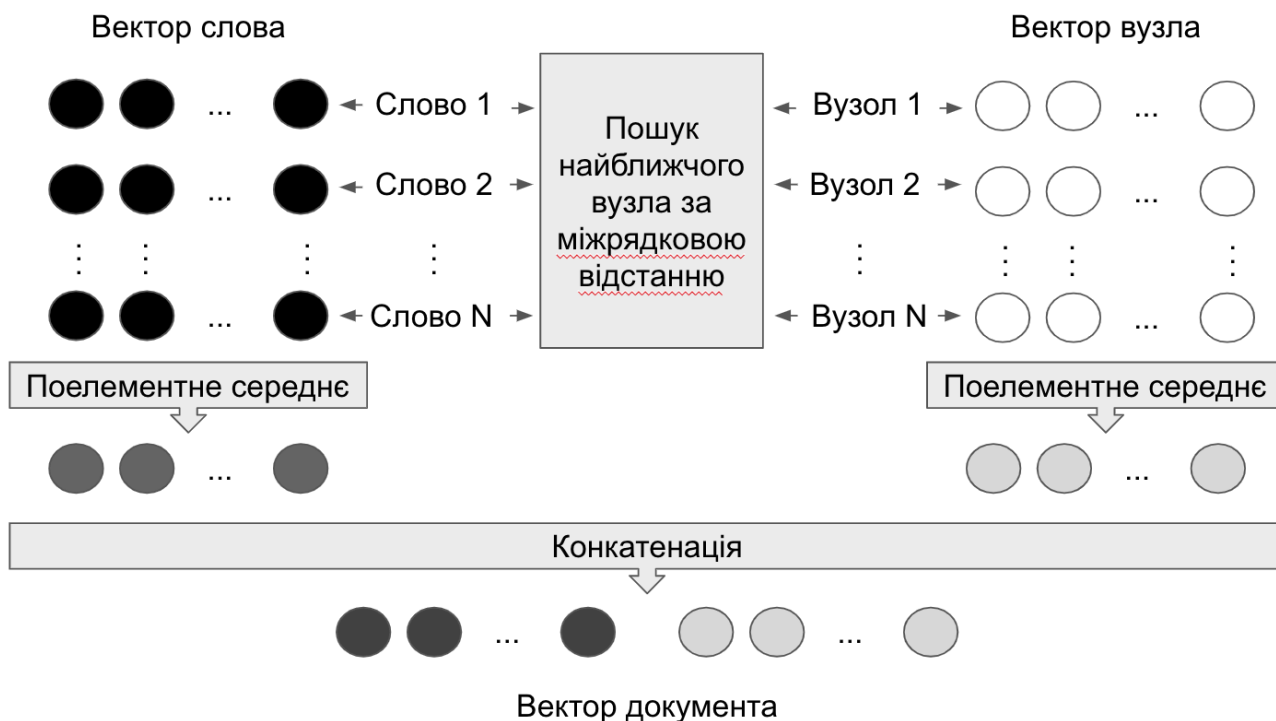 Вектор слова
Вектор вузла
... Слово 1
Вузол 1 ...
... Слово 2
Вузол 2 ...
Пошук
найближчого
вузла за
міжрядковою
відстанню
... Слово N
Вузол N ...
Поелементне середнє
Поелементне середнє
...
...
Конкатенація
... ...
Вектор документа